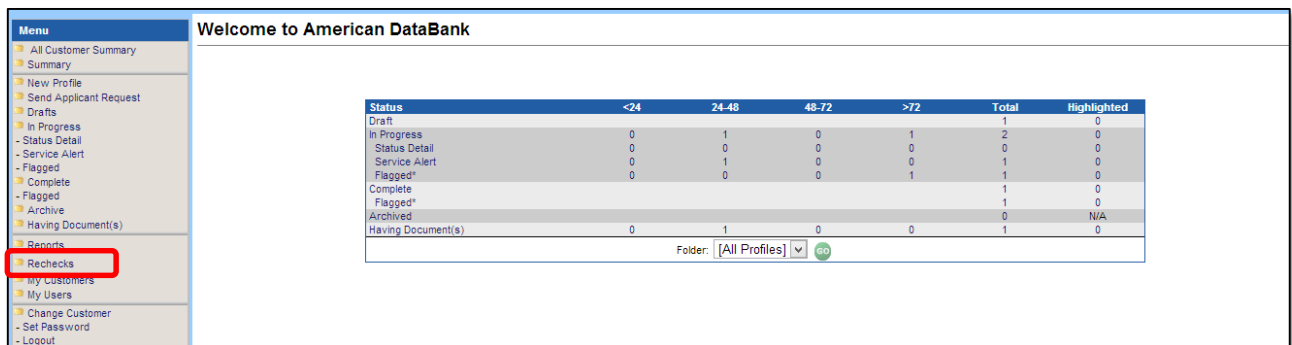 Menu
All Customer Summary
Summary
New Profile
Send Applicant Request
Drafts
In Progress
- Status Detail
- Service Alert
- Flagged
Complete
- Flagged
Archive
Having Document(s)
Reports
Rechecks
My Customers
My Users
Change Customer
- Set Password
- Logout
Welcome to American DataBank
Status <24 24-48 48-72 >72 Total Highlighted
Draft 1 0
In Progress 0 1 0 1 2 0
Status Detail 0 0 0 0 0 0
Service Alert 0 1 0 0 1 0
Flagged* 0 0 0 1 1 0
Complete 1 0
Flagged* 1 0
Archived 0 N/A
Having Document(s) 0 1 0 0 1 0
Folder: [All Profiles] GO